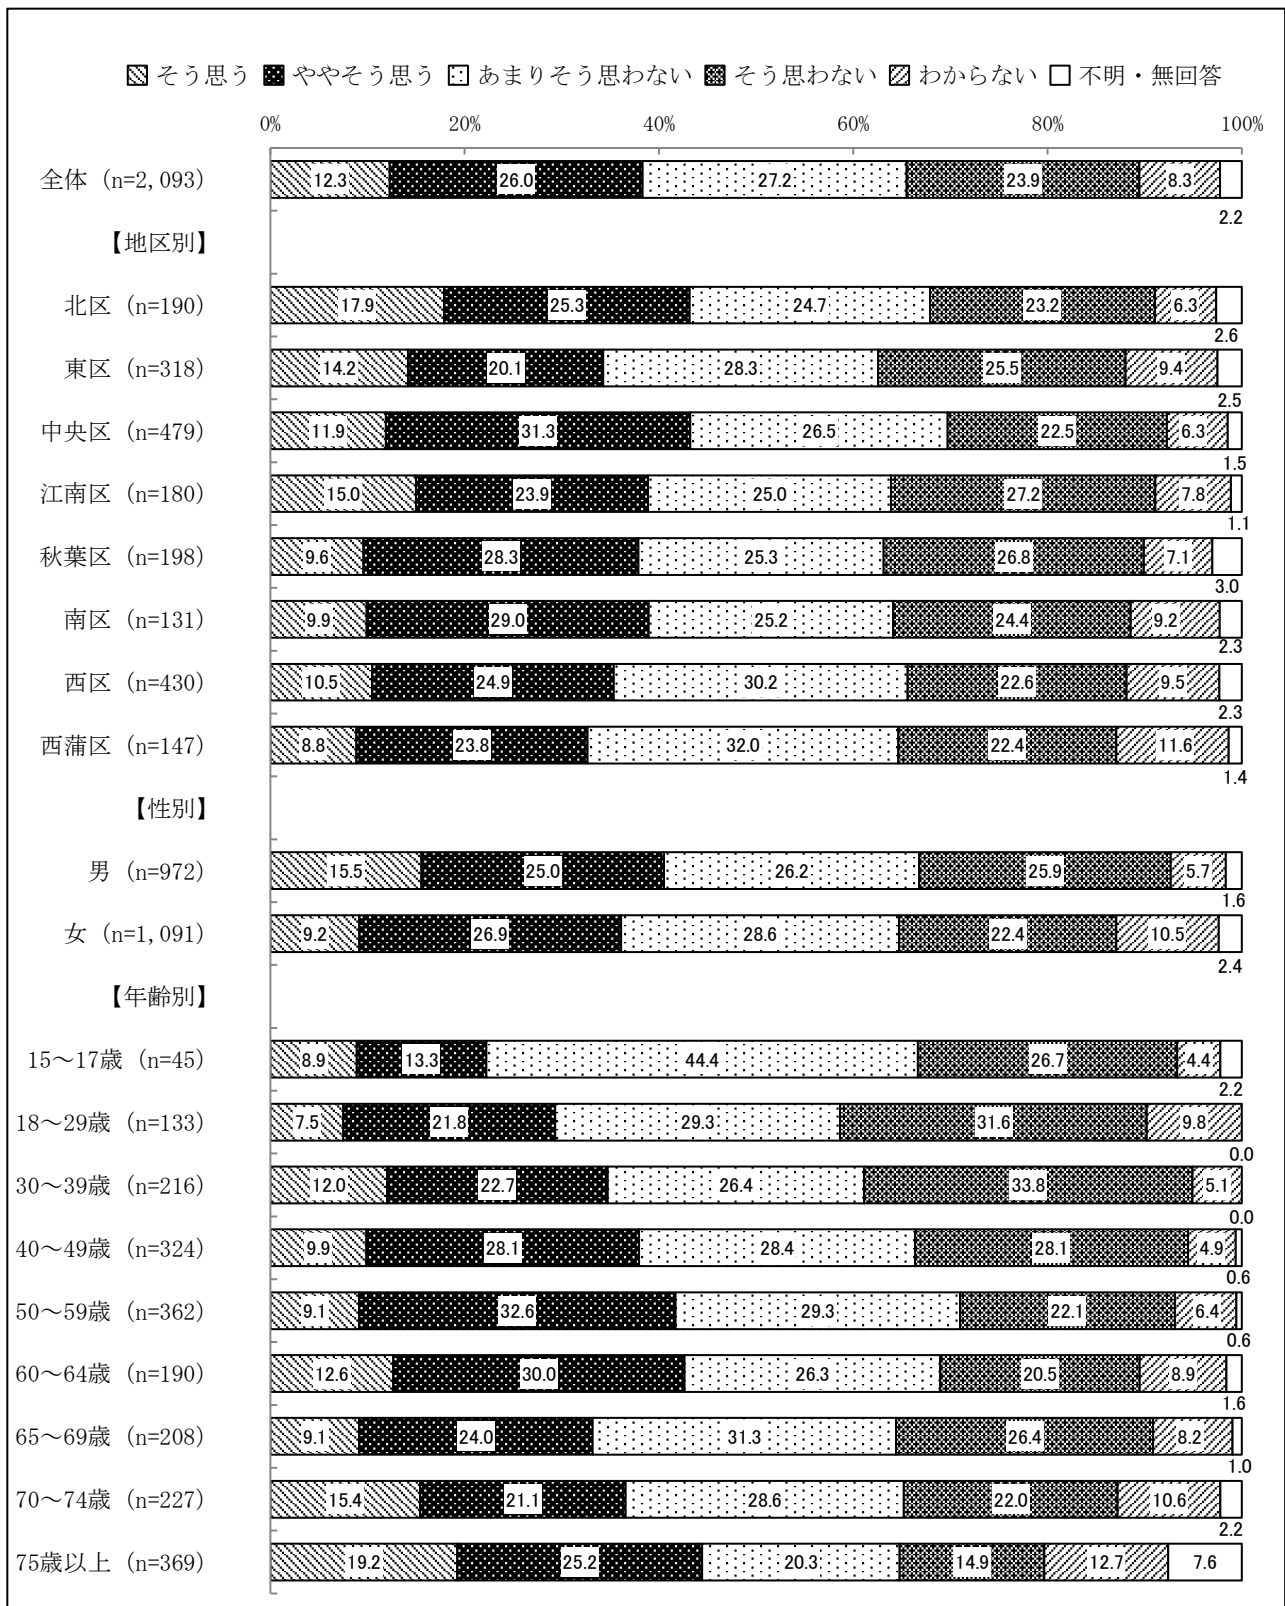 そう思う ややそう思う あまりそう思わない そう思わない わからない 不明・無回答
0% 20% 40% 60% 80% 100%
全体 (n=2,093) 12.3 26.0 27.2 23.9 8.3 2.2
【地区別】
北区 (n=190) 17.9 25.3 24.7 23.2 6.3 2.6
東区 (n=318) 14.2 20.1 28.3 25.5 9.4 2.5
中央区 (n=479) 11.9 31.3 26.5 22.5 6.3 1.5
江南区 (n=180) 15.0 23.9 25.0 27.2 7.8 1.1
秋葉区 (n=198) 9.6 28.3 25.3 26.8 7.1 3.0
南区 (n=131) 9.9 29.0 25.2 24.4 9.2 2.3
西区 (n=430) 10.5 24.9 30.2 22.6 9.5 2.3
西蒲区 (n=147) 8.8 23.8 32.0 22.4 11.6 1.4
【性別】
男 (n=972) 15.5 25.0 26.2 25.9 5.7 1.6
女 (n=1,091) 9.2 26.9 28.6 22.4 10.5 2.4
【年齢別】
15～17歳 (n=45) 8.9 13.3 44.4 26.7 4.4 2.2
18～29歳 (n=133) 7.5 21.8 29.3 31.6 9.8 0.0
30～39歳 (n=216) 12.0 22.7 26.4 33.8 5.1 0.0
40～49歳 (n=324) 9.9 28.1 28.4 28.1 4.9 0.6
50～59歳 (n=362) 9.1 32.6 29.3 22.1 6.4 0.6
60～64歳 (n=190) 12.6 30.0 26.3 20.5 8.9 1.6
65～69歳 (n=208) 9.1 24.0 31.3 26.4 8.2 1.0
70～74歳 (n=227) 15.4 21.1 28.6 22.0 10.6 2.2
75歳以上 (n=369) 19.2 25.2 20.3 14.9 12.7 7.6